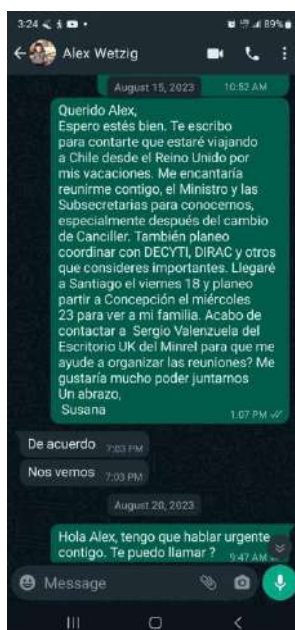 3:24
89%
Alex Wetzig
August 15, 2023
10:52 AM
Querido Alex,
Espero estés bien. Te escribo
para contarte que estaré viajando
a Chile desde el Reino Unido por
mis vacaciones. Me encantaría
reunirme contigo, el Ministro y las
Subsecretarias para conocernos,
especialmente después del cambio
de Canciller. También planeo
coordinar con DECYTI, DIRAC y otros
que consideres importantes. Llegaré
a Santiago el viernes 18 y planeo
partir a Concepción el miércoles
23 para ver a mi familia. Acabo de
contactar a Sergio Valenzuela del
Escritorio UK del Minrel para que me
ayude a organizar las reuniones? Me
gustaría mucho poder juntarnos
Un abrazo,
Susana
1:07 PM
De acuerdo 7:03 PM
Nos vemos 7:03 PM
August 20, 2023
Hola Alex, tengo que hablar urgente
contigo. Te puedo llamar ? 9:47 AM
Message